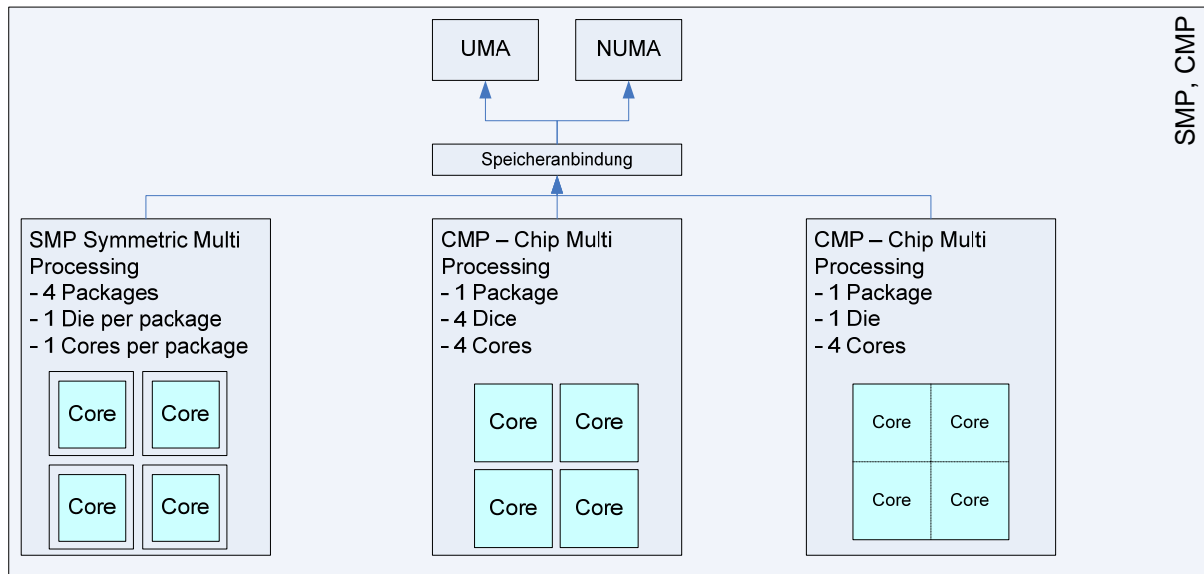 UMA
NUMA
SMP, CMP
Speicheranbindung
SMP Symmetric Multi
Processing
- 4 Packages
- 1 Die per package
- 1 Cores per package
Core
Core
Core
Core
CMP – Chip Multi
Processing
- 1 Package
- 4 Dice
- 4 Cores
Core
Core
Core
Core
CMP – Chip Multi
Processing
- 1 Package
- 1 Die
- 4 Cores
Core
Core
Core
Core